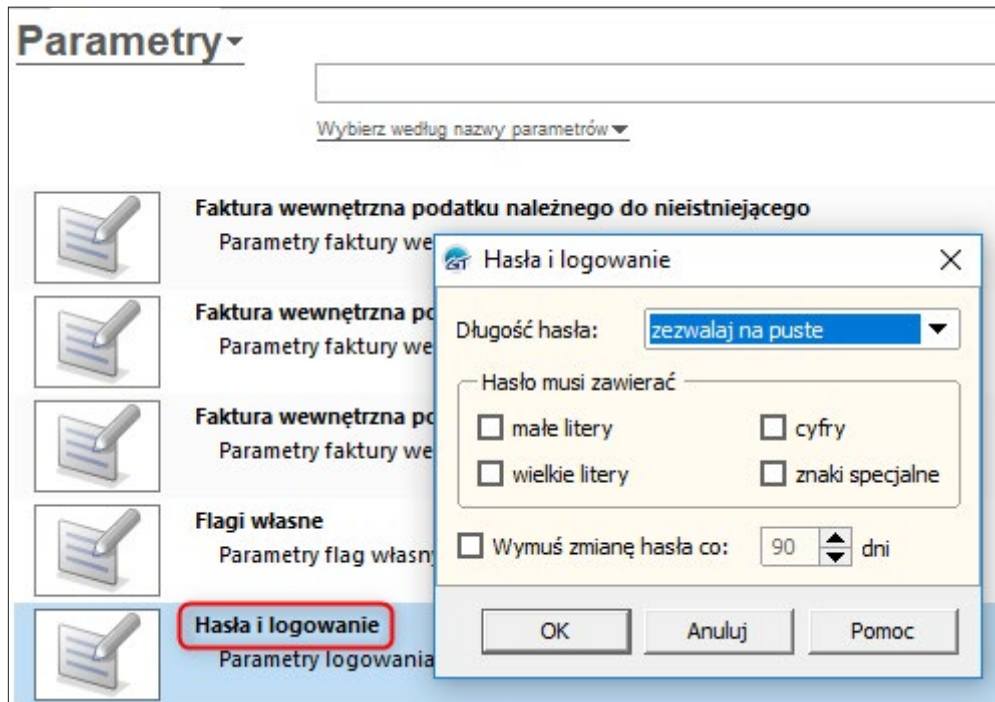 Parametry
Wybierz według nazwy parametrów
Faktura wewnętrzna podatku należnego do nieistniejącego
Parametry faktury we
Faktura wewnętrzna po
Parametry faktury we
Faktura wewnętrzna po
Parametry faktury we
Flagi własne
Parametry flag własny
Hasła i logowanie
Parametry logowania
Hasła i logowanie
Długość hasła: zezwalaj na puste
Hasło musi zawierać
małe litery cyfry
wielkie litery znaki specjalne
Wymuś zmianę hasła co: 90 dni
OK Anuluj Pomoc